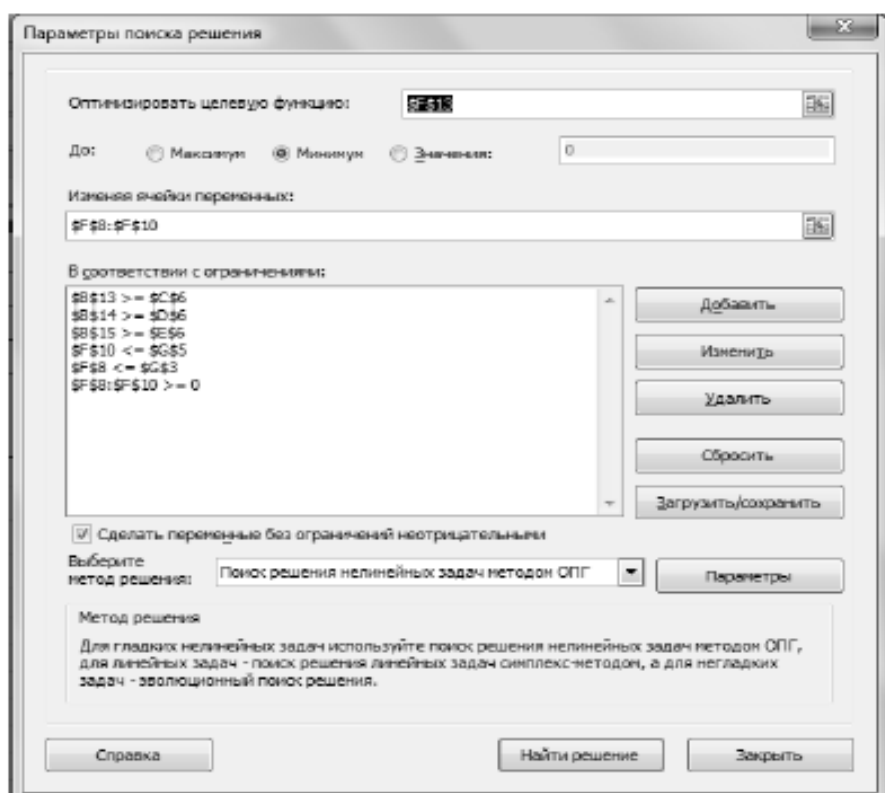 Параметры поиска решения
Оптимизировать целевую функцию: $F$13
До: Максимум Минимум Значения: 0
Изменяя ячейки переменных:
$F$8:$F$10
В соответствии с ограничениями:
$B$13 >= $C$6
$B$14 >= $D$6
$B$15 >= $E$6
$F$10 <= $G$5
$F$8 <= $G$3
$F$8:$F$10 >= 0
Добавить
Изменить
Удалить
Сбросить
Загрузить/сохранить
Сделать переменные без ограничений неотрицательными
Выберите
метод решения:
Поиск решения нелинейных задач методом ОПГ
Параметры
Метод решения
Для гладких нелинейных задач используйте поиск решения нелинейных задач методом ОПГ,
для линейных задач - поиск решения линейных задач симплекс-методом, а для негладких
задач - эволюционный поиск решения.
Справка
Найти решение
Закрыть